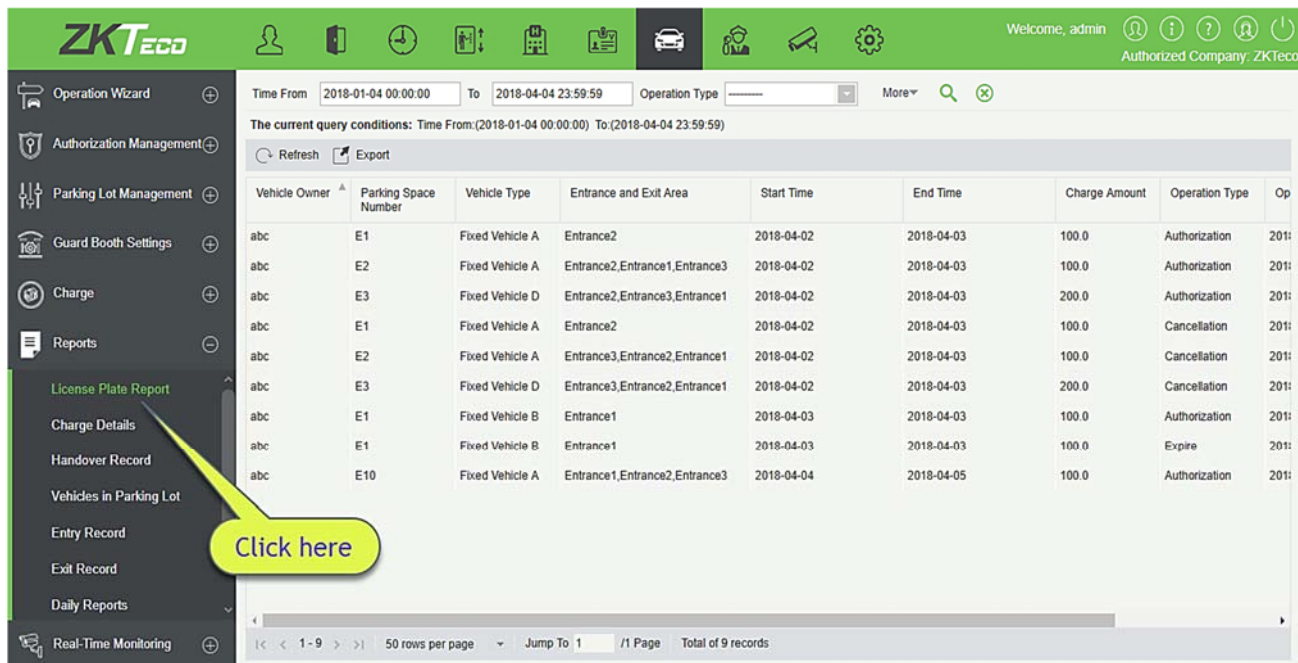 ZKTECO
Welcome, admin
Authorized Company: ZKTeco
Operation Wizard
Authorization Management
Parking Lot Management
Guard Booth Settings
Charge
Reports
License Plate Report
Charge Details
Handover Record
Vehicles in Parking Lot
Entry Record
Exit Record
Daily Reports
Real-Time Monitoring
Click here
Time From 2018-01-04 00:00:00 To 2018-04-04 23:59:59 Operation Type --------- More
The current query conditions: Time From:(2018-01-04 00:00:00) To:(2018-04-04 23:59:59)
Refresh Export
Vehicle Owner Parking Space Number Vehicle Type Entrance and Exit Area Start Time End Time Charge Amount Operation Type Op
abc E1 Fixed Vehicle A Entrance2 2018-04-02 2018-04-03 100.0 Authorization 201
abc E2 Fixed Vehicle A Entrance2,Entrance1,Entrance3 2018-04-02 2018-04-03 100.0 Authorization 201
abc E3 Fixed Vehicle D Entrance2,Entrance3,Entrance1 2018-04-02 2018-04-03 200.0 Authorization 201
abc E1 Fixed Vehicle A Entrance2 2018-04-02 2018-04-03 100.0 Cancellation 201
abc E2 Fixed Vehicle A Entrance3,Entrance2,Entrance1 2018-04-02 2018-04-03 100.0 Cancellation 201
abc E3 Fixed Vehicle D Entrance3,Entrance2,Entrance1 2018-04-02 2018-04-03 200.0 Cancellation 201
abc E1 Fixed Vehicle B Entrance1 2018-04-03 2018-04-03 100.0 Authorization 201
abc E1 Fixed Vehicle B Entrance1 2018-04-03 2018-04-03 100.0 Expire 201
abc E10 Fixed Vehicle A Entrance1,Entrance2,Entrance3 2018-04-04 2018-04-05 100.0 Authorization 201
|< < 1 - 9 > >| 50 rows per page Jump To 1 /1 Page Total of 9 records